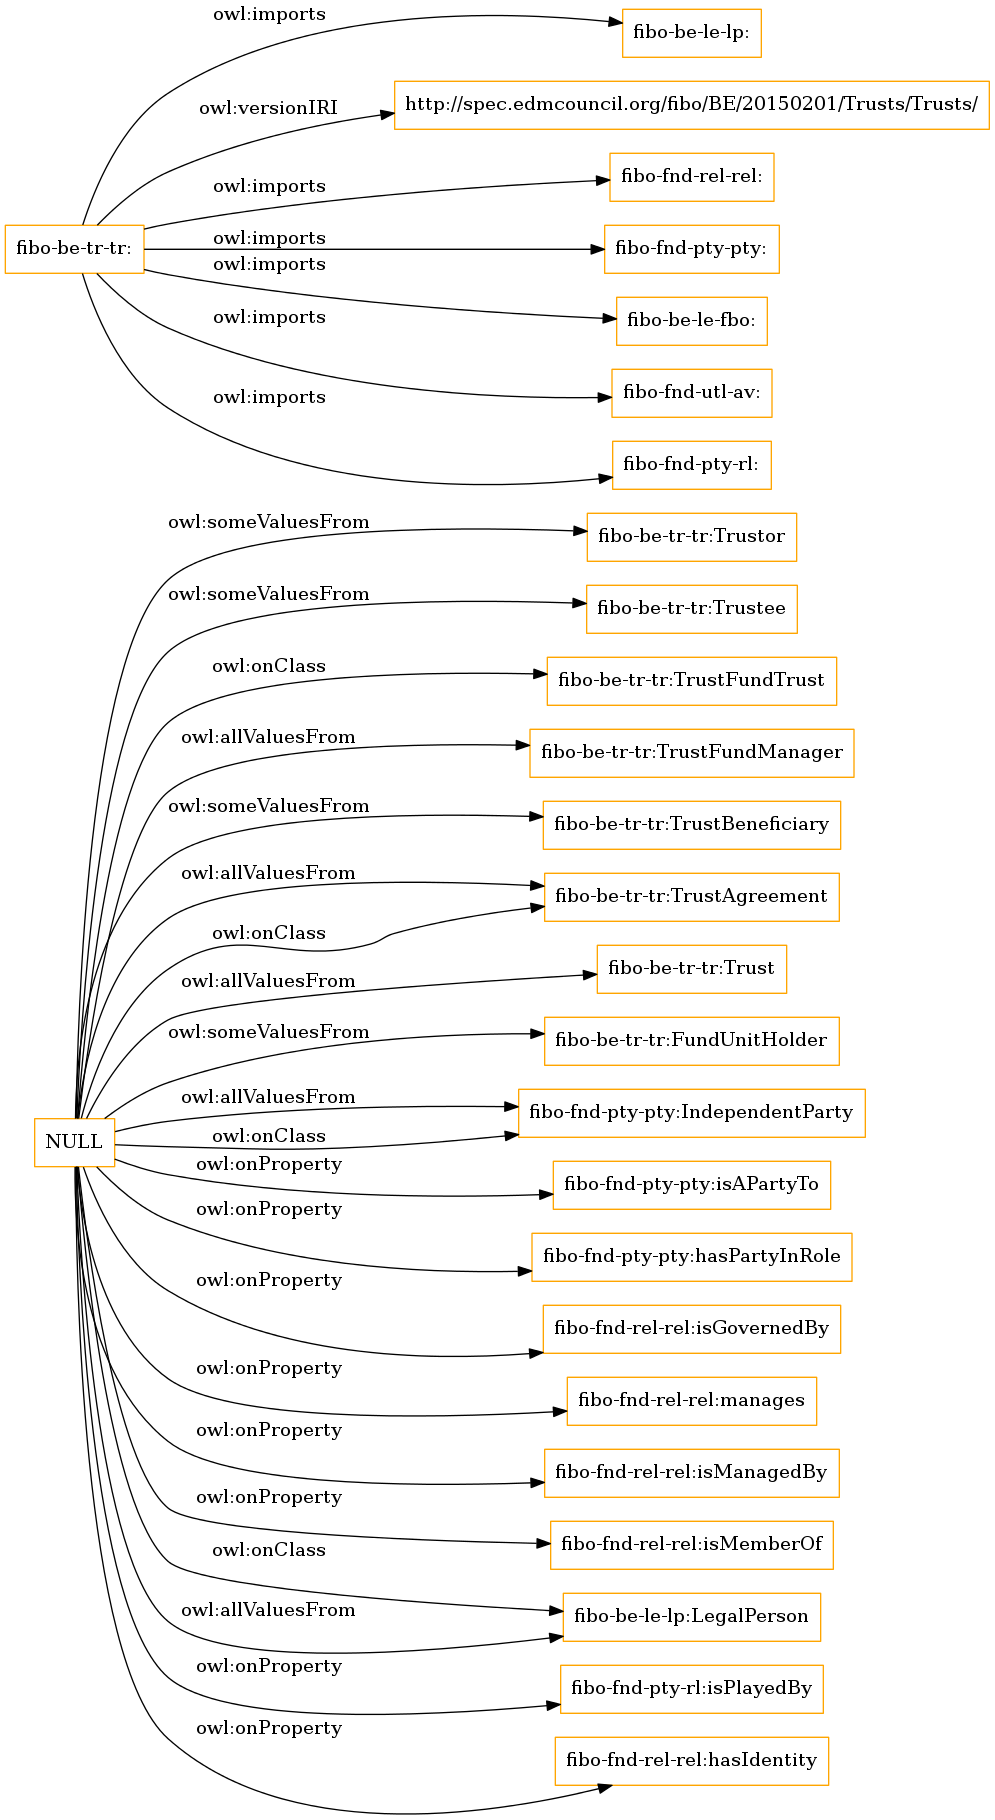 owl:imports
fibo-be-le-lp:
owl:versionIRI
http://spec.edmcouncil.org/fibo/BE/20150201/Trusts/Trusts/
owl:imports
fibo-fnd-rel-rel:
fibo-be-tr-tr:
owl:imports
fibo-fnd-pty-pty:
owl:imports
fibo-be-le-fbo:
owl:imports
fibo-fnd-utl-av:
owl:imports
fibo-fnd-pty-rl:
owl:someValuesFrom
fibo-be-tr-tr:Trustor
owl:someValuesFrom
fibo-be-tr-tr:Trustee
owl:onClass
fibo-be-tr-tr:TrustFundTrust
owl:allValuesFrom
fibo-be-tr-tr:TrustFundManager
owl:someValuesFrom
fibo-be-tr-tr:TrustBeneficiary
owl:allValuesFrom
fibo-be-tr-tr:TrustAgreement
owl:onClass
owl:allValuesFrom
fibo-be-tr-tr:Trust
owl:someValuesFrom
fibo-be-tr-tr:FundUnitHolder
owl:allValuesFrom
fibo-fnd-pty-pty:IndependentParty
owl:onClass
NULL
owl:onProperty
fibo-fnd-pty-pty:isAPartyTo
owl:onProperty
fibo-fnd-pty-pty:hasPartyInRole
owl:onProperty
fibo-fnd-rel-rel:isGovernedBy
owl:onProperty
fibo-fnd-rel-rel:manages
owl:onProperty
fibo-fnd-rel-rel:isManagedBy
owl:onProperty
fibo-fnd-rel-rel:isMemberOf
owl:onClass
fibo-be-le-lp:LegalPerson
owl:allValuesFrom
owl:onProperty
fibo-fnd-pty-rl:isPlayedBy
owl:onProperty
fibo-fnd-rel-rel:hasIdentity